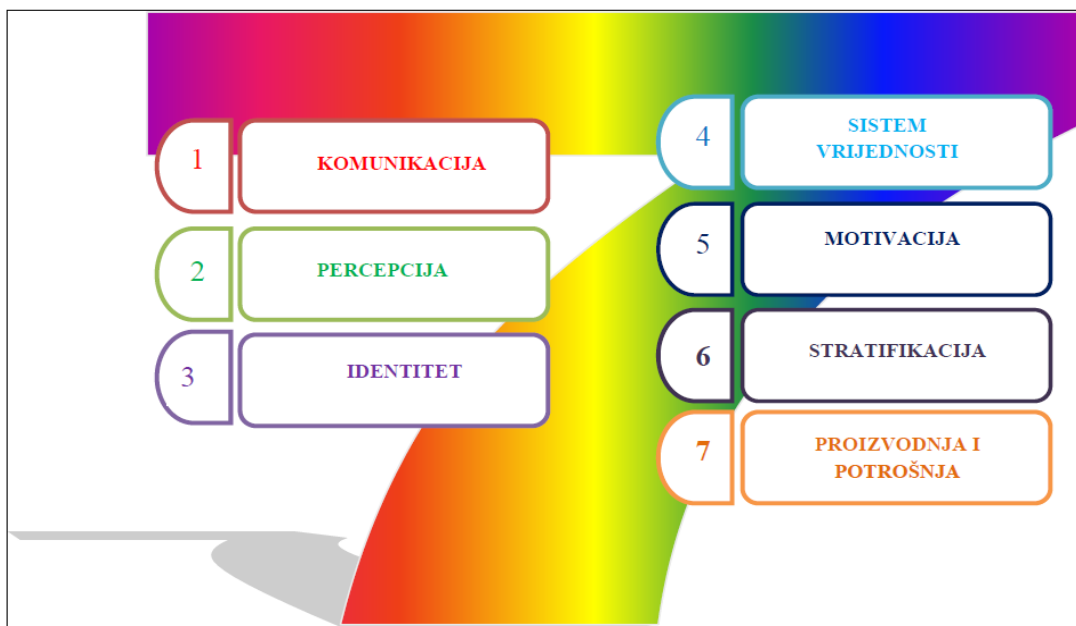 1
KOMUNIKACIJA
2
PERCEPCIJA
3
IDENTITET
4
SISTEM
VRIJEDNOSTI
5
MOTIVACIJA
6
STRATIFIKACIJA
7
PROIZVODNJA I
POTROŠNJA